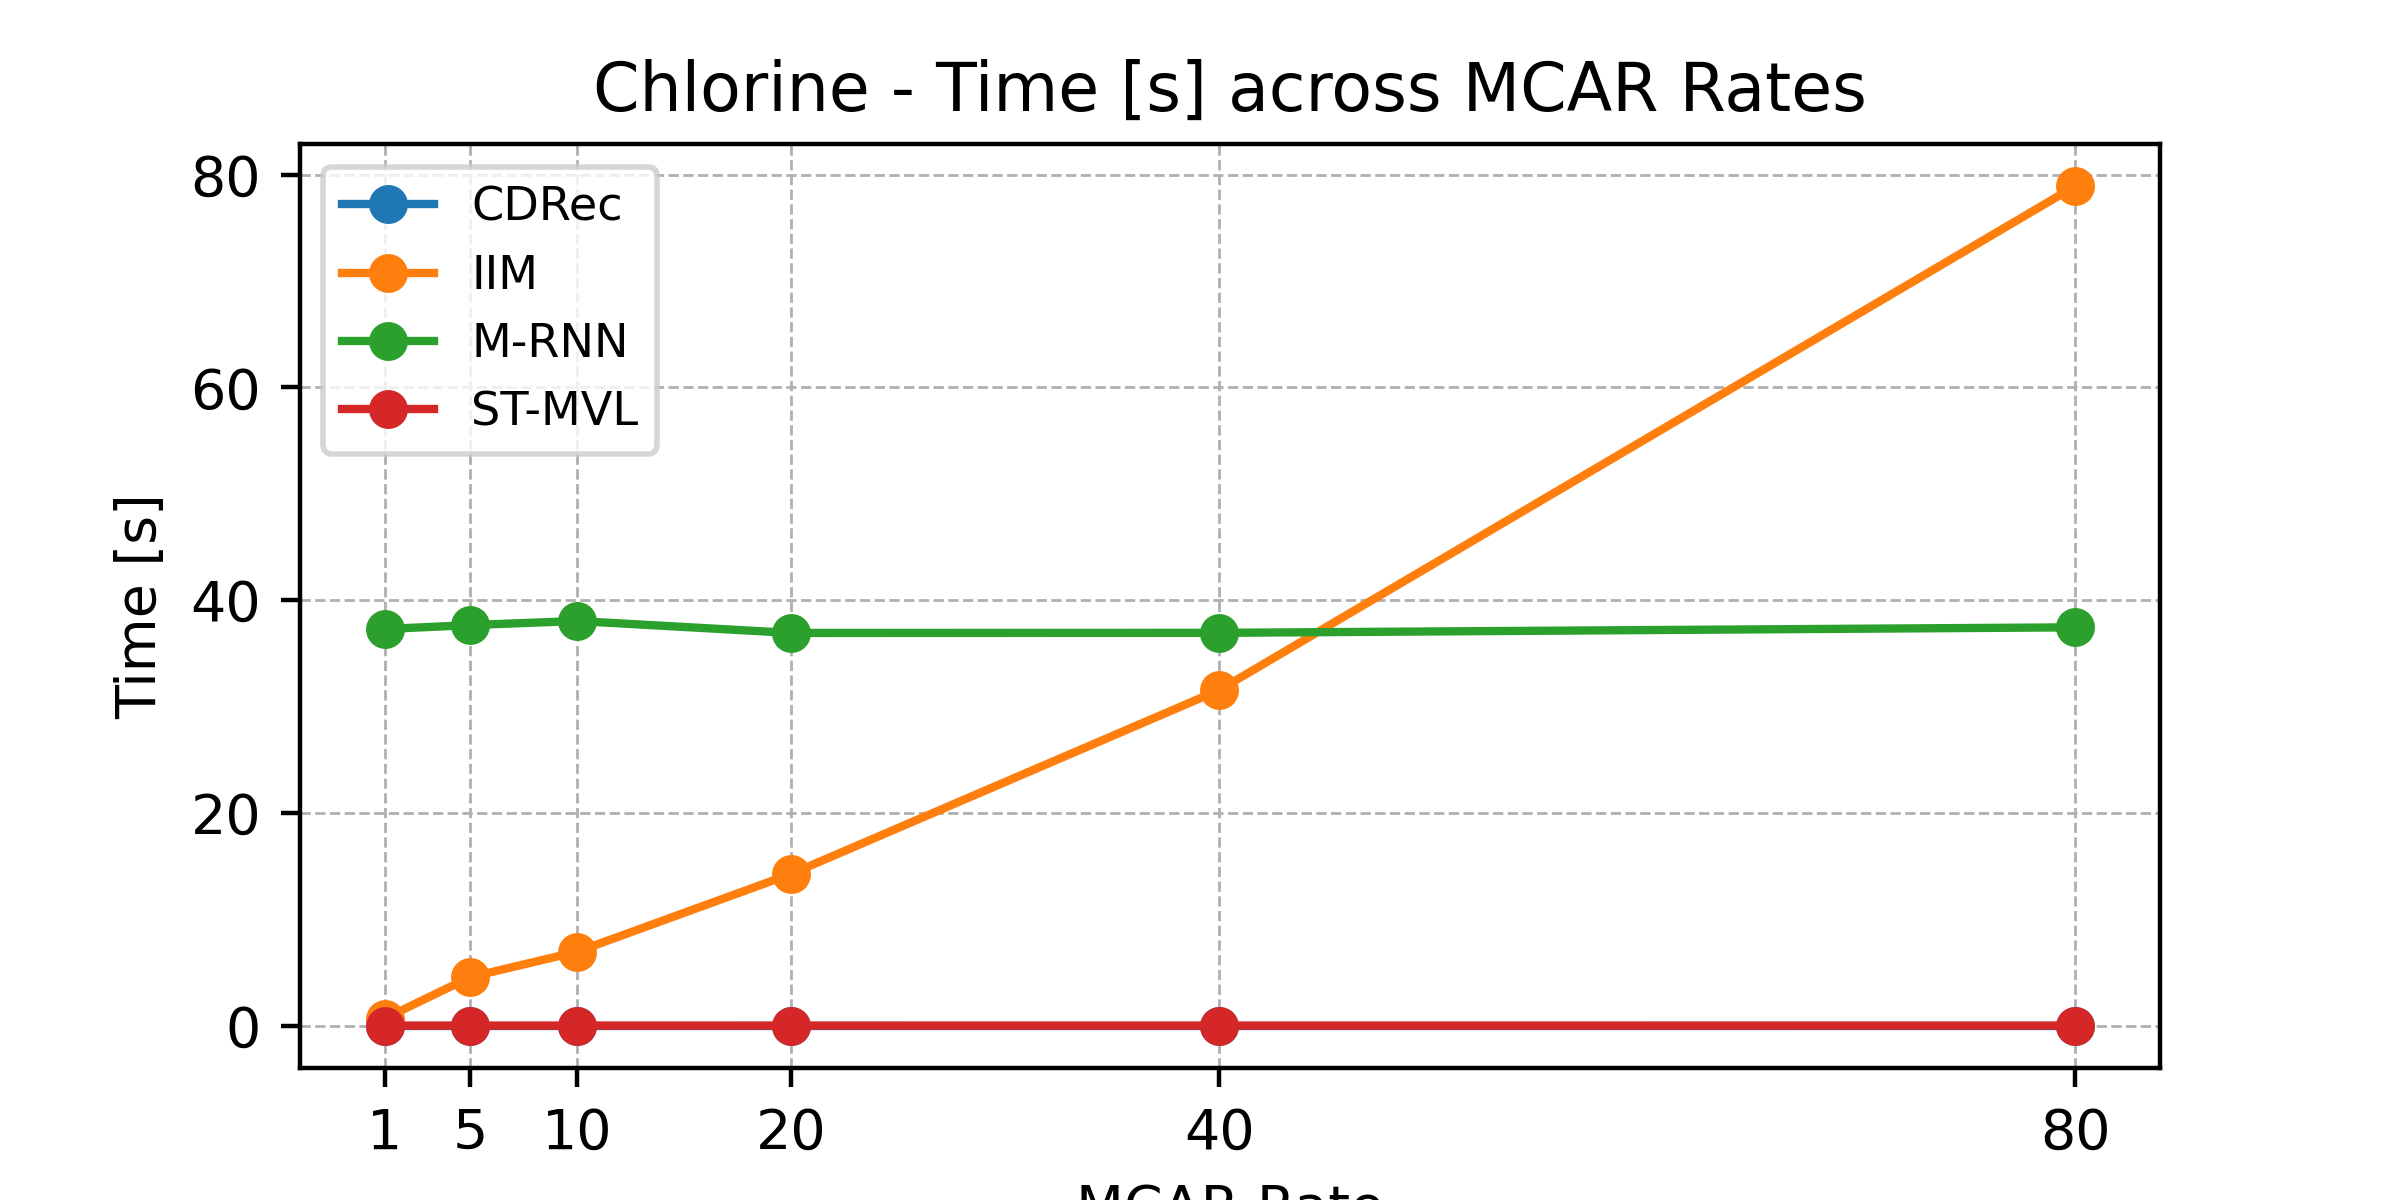 Chlorine - Time [s] across MCAR Rates
80
60
40
20
0
Time [s]
CDRec
IIM
M-RNN
ST-MVL
1 5 10 20 40 80
MCAR Rate